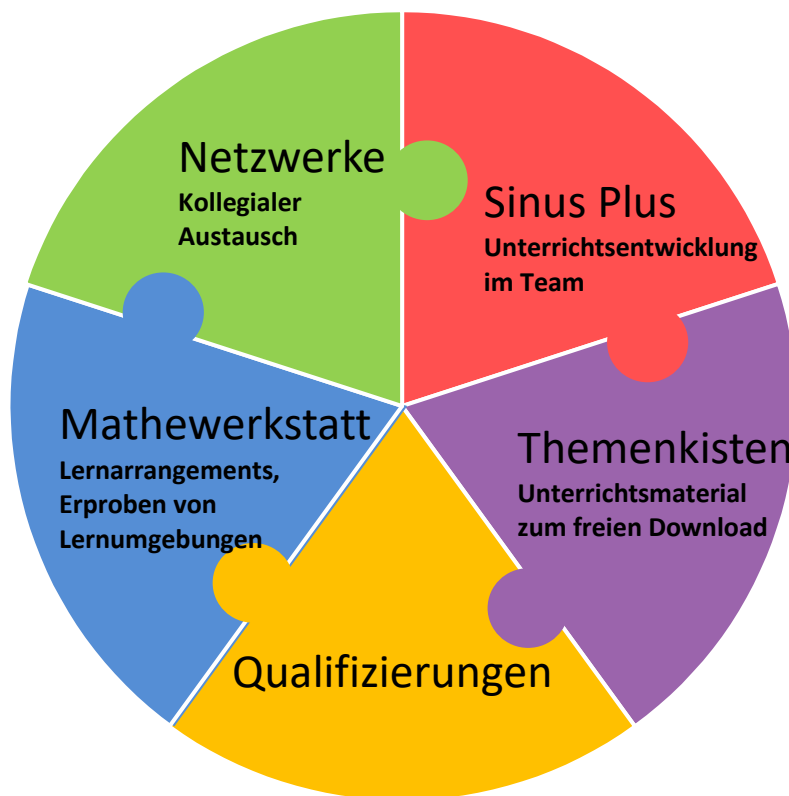 Netzwerke
Kollegialer
Austausch
Sinus Plus
Unterrichtsentwicklung
im Team
Mathewerkstatt
Lernarrangements,
Erproben von
Lernumgebungen
Themenkisten
Unterrichtsmaterial
zum freien Download
Qualifizierungen